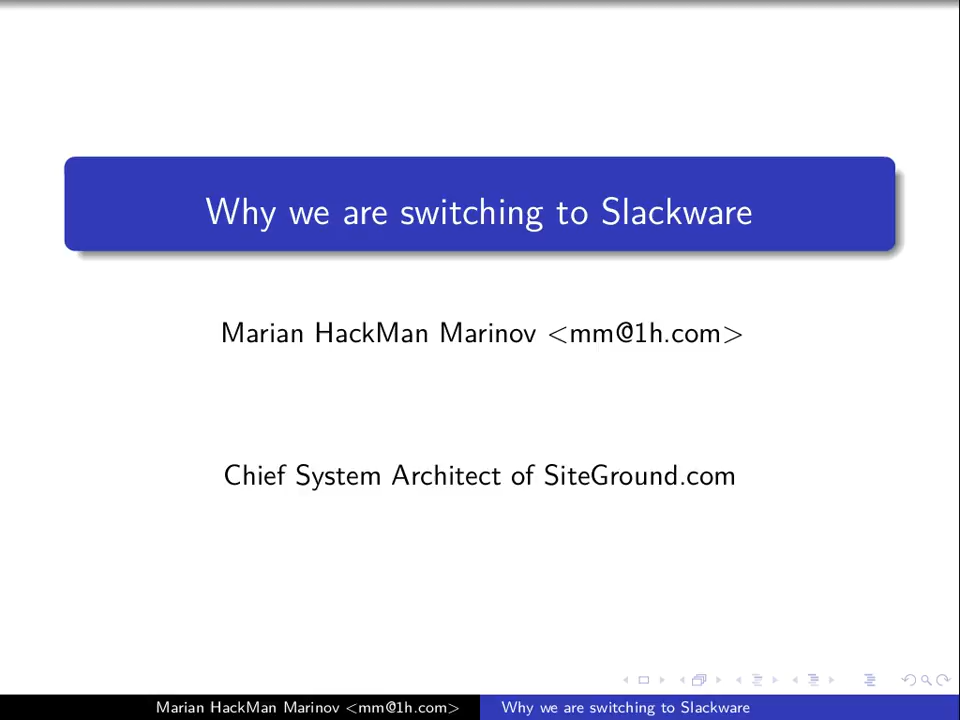 Why we are switching to Slackware
Marian HackMan Marinov <mm@1h.com>
Chief System Architect of SiteGround.com
Marian HackMan Marinov <mm@1h.com>
Why we are switching to Slackware